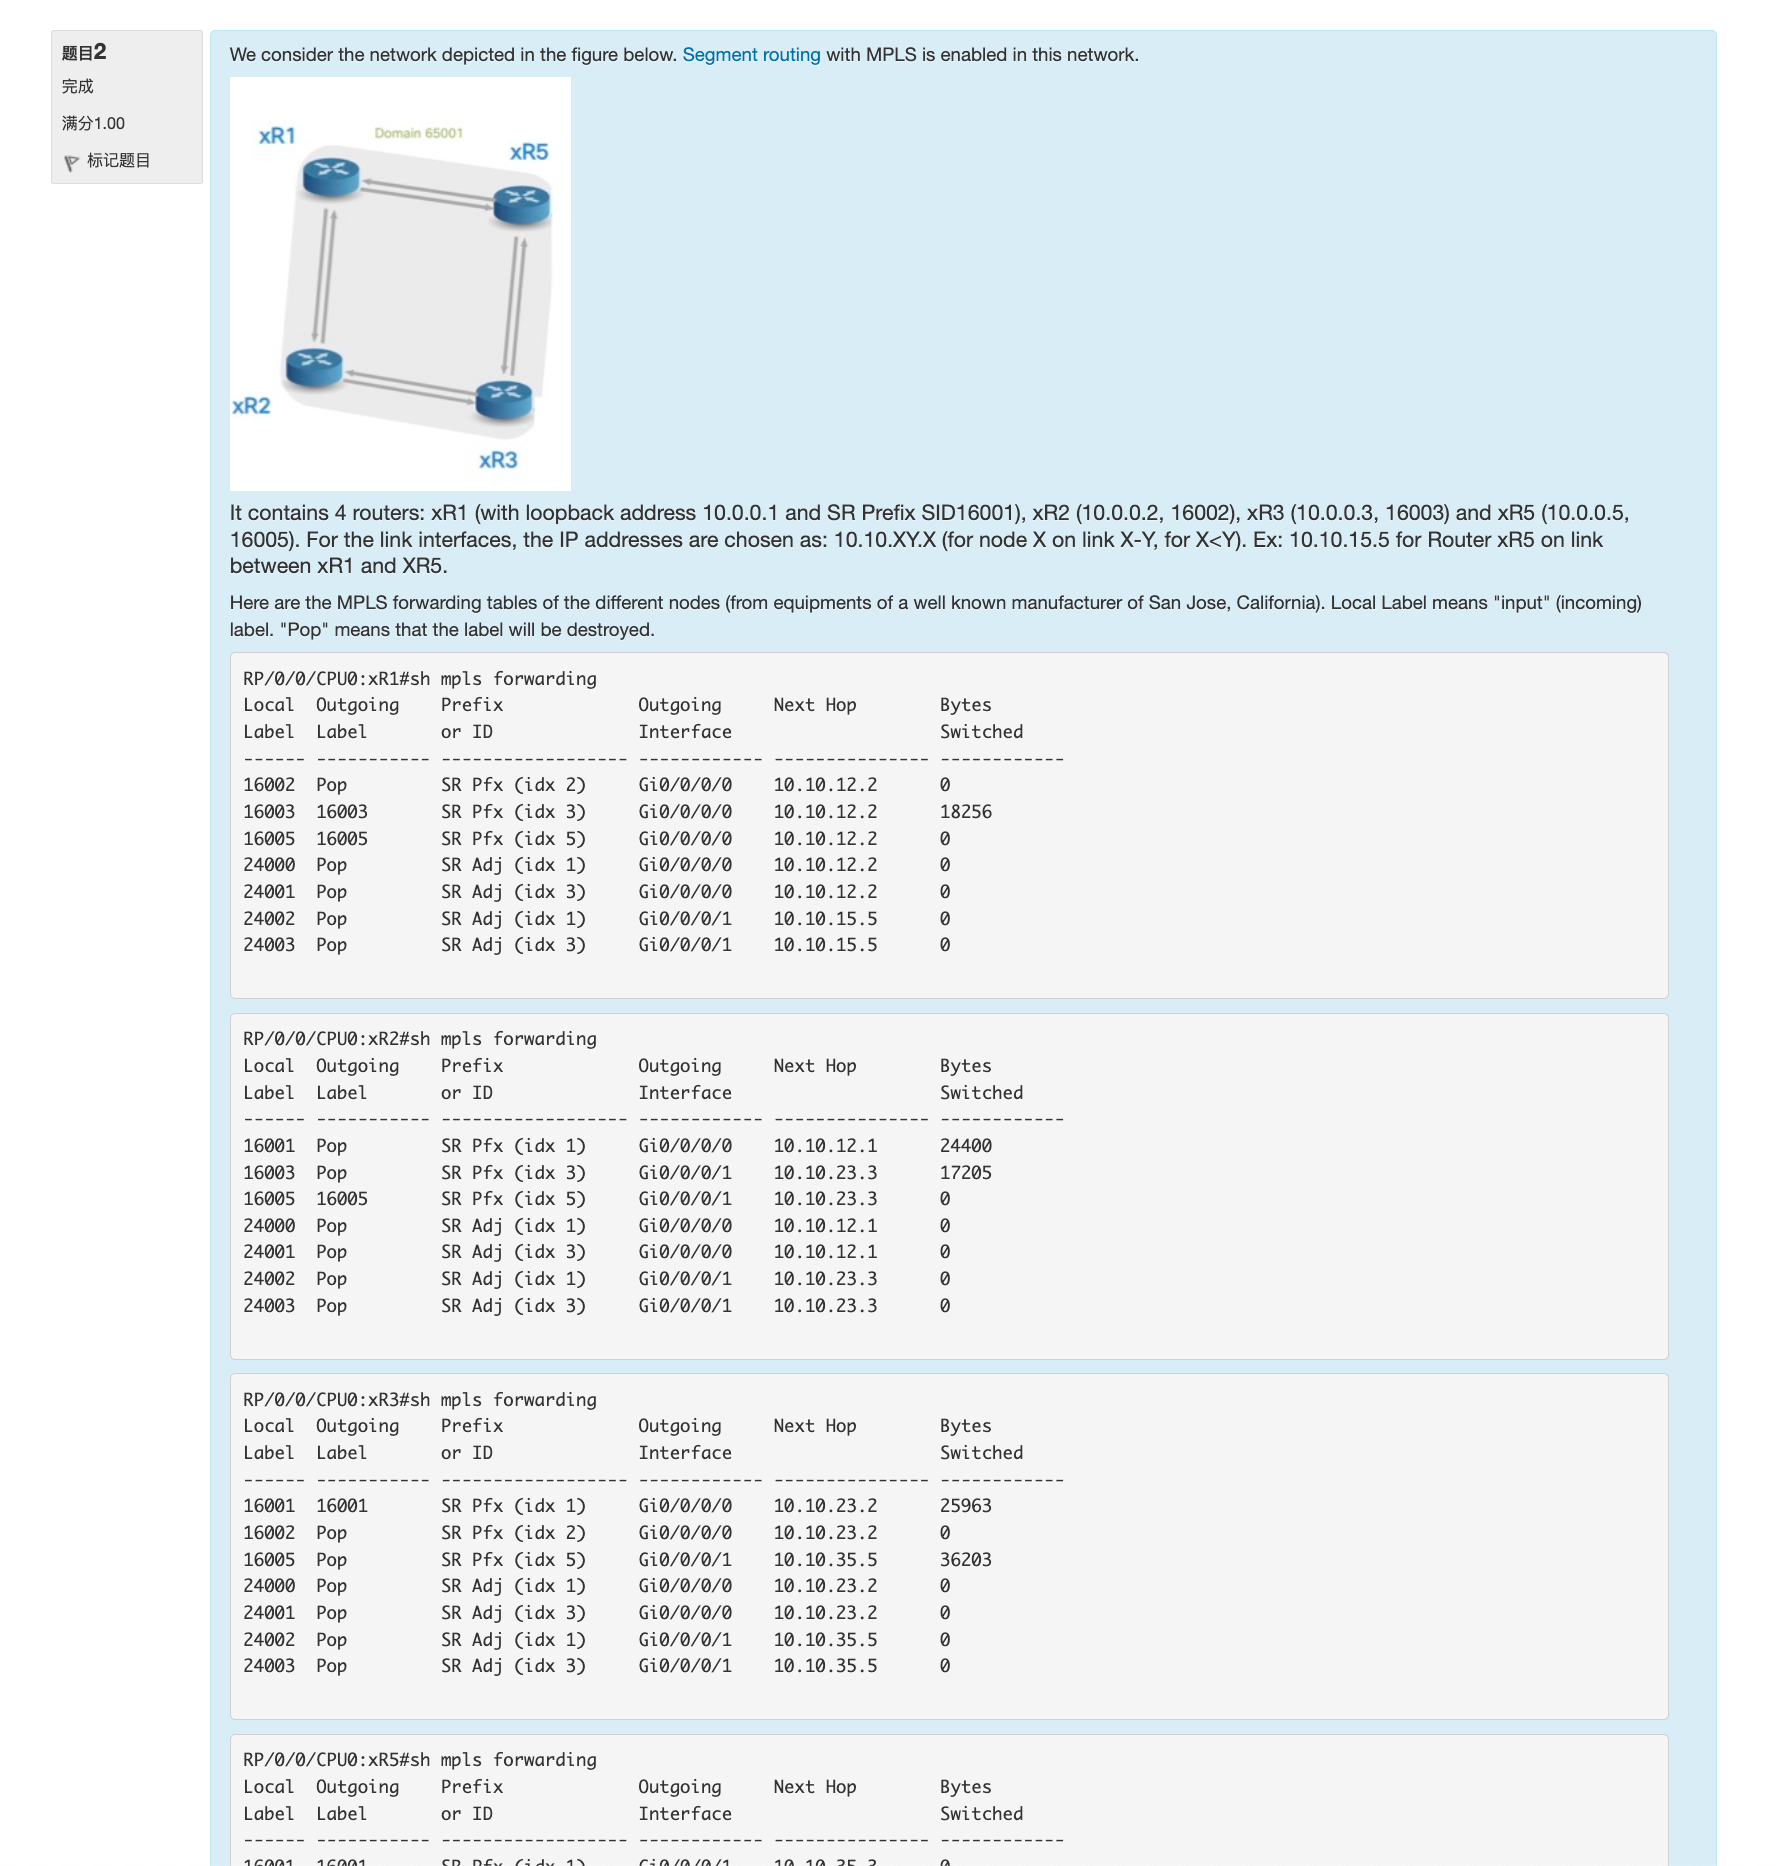 题目2
完成
满分1.00
标记题目
We consider the network depicted in the figure below. Segment routing with MPLS is enabled in this network.
xR1
Domain 65001
xR5
xR2
xR3
It contains 4 routers: xR1 (with loopback address 10.0.0.1 and SR Prefix SID16001), xR2 (10.0.0.2, 16002), xR3 (10.0.0.3, 16003) and xR5 (10.0.0.5,
16005). For the link interfaces, the IP addresses are chosen as: 10.10.XY.X (for node X on link X-Y, for X<Y). Ex: 10.10.15.5 for Router xR5 on link
between xR1 and XR5.
Here are the MPLS forwarding tables of the different nodes (from equipments of a well known manufacturer of San Jose, California). Local Label means "input" (incoming)
label. "Pop" means that the label will be destroyed.
RP/0/0/CPU0:xR1#sh mpls forwarding
Local  Outgoing    Prefix             Outgoing     Next Hop        Bytes
Label  Label       or ID              Interface                    Switched
------ ----------- ------------------ ------------ --------------- ------------
16002  Pop         SR Pfx (idx 2)     Gi0/0/0/0    10.10.12.2      0
16003  16003       SR Pfx (idx 3)     Gi0/0/0/0    10.10.12.2      18256
16005  16005       SR Pfx (idx 5)     Gi0/0/0/0    10.10.12.2      0
24000  Pop         SR Adj (idx 1)     Gi0/0/0/0    10.10.12.2      0
24001  Pop         SR Adj (idx 3)     Gi0/0/0/0    10.10.12.2      0
24002  Pop         SR Adj (idx 1)     Gi0/0/0/1    10.10.15.5      0
24003  Pop         SR Adj (idx 3)     Gi0/0/0/1    10.10.15.5      0
RP/0/0/CPU0:xR2#sh mpls forwarding
Local  Outgoing    Prefix             Outgoing     Next Hop        Bytes
Label  Label       or ID              Interface                    Switched
------ ----------- ------------------ ------------ --------------- ------------
16001  Pop         SR Pfx (idx 1)     Gi0/0/0/0    10.10.12.1      24400
16003  Pop         SR Pfx (idx 3)     Gi0/0/0/1    10.10.23.3      17205
16005  16005       SR Pfx (idx 5)     Gi0/0/0/1    10.10.23.3      0
24000  Pop         SR Adj (idx 1)     Gi0/0/0/0    10.10.12.1      0
24001  Pop         SR Adj (idx 3)     Gi0/0/0/0    10.10.12.1      0
24002  Pop         SR Adj (idx 1)     Gi0/0/0/1    10.10.23.3      0
24003  Pop         SR Adj (idx 3)     Gi0/0/0/1    10.10.23.3      0
RP/0/0/CPU0:xR3#sh mpls forwarding
Local  Outgoing    Prefix             Outgoing     Next Hop        Bytes
Label  Label       or ID              Interface                    Switched
------ ----------- ------------------ ------------ --------------- ------------
16001  16001       SR Pfx (idx 1)     Gi0/0/0/0    10.10.23.2      25963
16002  Pop         SR Pfx (idx 2)     Gi0/0/0/0    10.10.23.2      0
16005  Pop         SR Pfx (idx 5)     Gi0/0/0/1    10.10.35.5      36203
24000  Pop         SR Adj (idx 1)     Gi0/0/0/0    10.10.23.2      0
24001  Pop         SR Adj (idx 3)     Gi0/0/0/0    10.10.23.2      0
24002  Pop         SR Adj (idx 1)     Gi0/0/0/1    10.10.35.5      0
24003  Pop         SR Adj (idx 3)     Gi0/0/0/1    10.10.35.5      0
RP/0/0/CPU0:xR5#sh mpls forwarding
Local  Outgoing    Prefix             Outgoing     Next Hop        Bytes
Label  Label       or ID              Interface                    Switched
------ ----------- ------------------ ------------ --------------- ------------